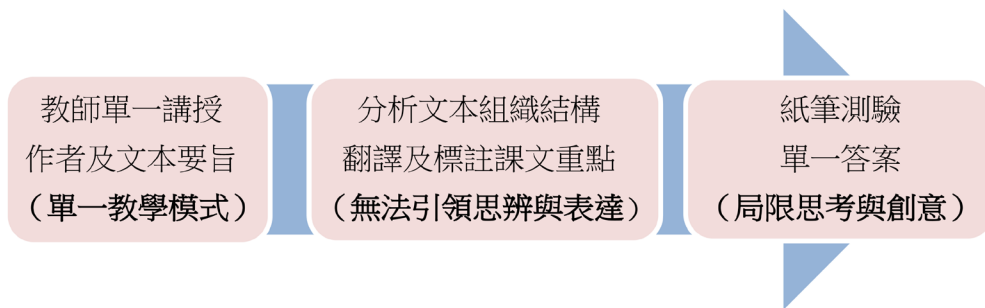 教師單一講授
作者及文本要旨
（單一教學模式）
分析文本組織結構
翻譯及標註課文重點
（無法引領思辨與表達）
紙筆測驗
單一答案
（局限思考與創意）